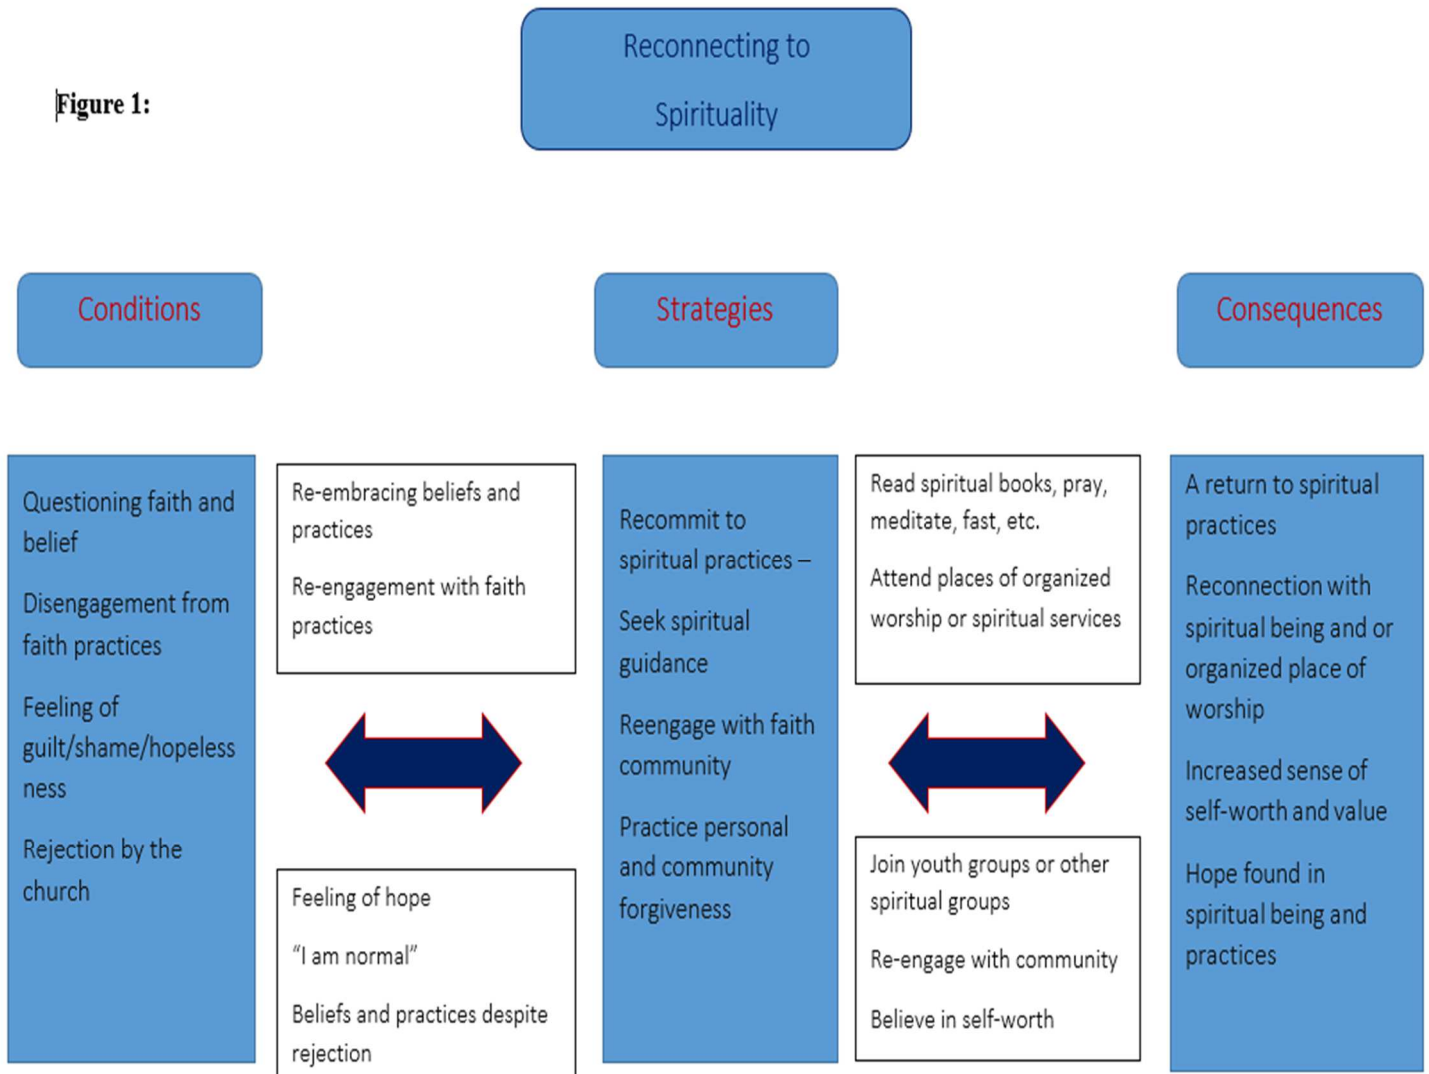 Reconnecting to
Spirituality
Figure 1:
Conditions
Strategies
Consequences
Questioning faith and
belief
Disengagement from
faith practices
Feeling of
guilt/shame/hopeless
ness
Rejection by the
church
Re-embracing beliefs and
practices
Re-engagement with faith
practices
Feeling of hope
“I am normal”
Beliefs and practices despite
rejection
Recommit to
spiritual practices –
Seek spiritual
guidance
Reengage with faith
community
Practice personal
and community
forgiveness
Read spiritual books, pray,
meditate, fast, etc.
Attend places of organized
worship or spiritual services
Join youth groups or other
spiritual groups
Re-engage with community
Believe in self-worth
A return to spiritual
practices
Reconnection with
spiritual being and or
organized place of
worship
Increased sense of
self-worth and value
Hope found in
spiritual being and
practices